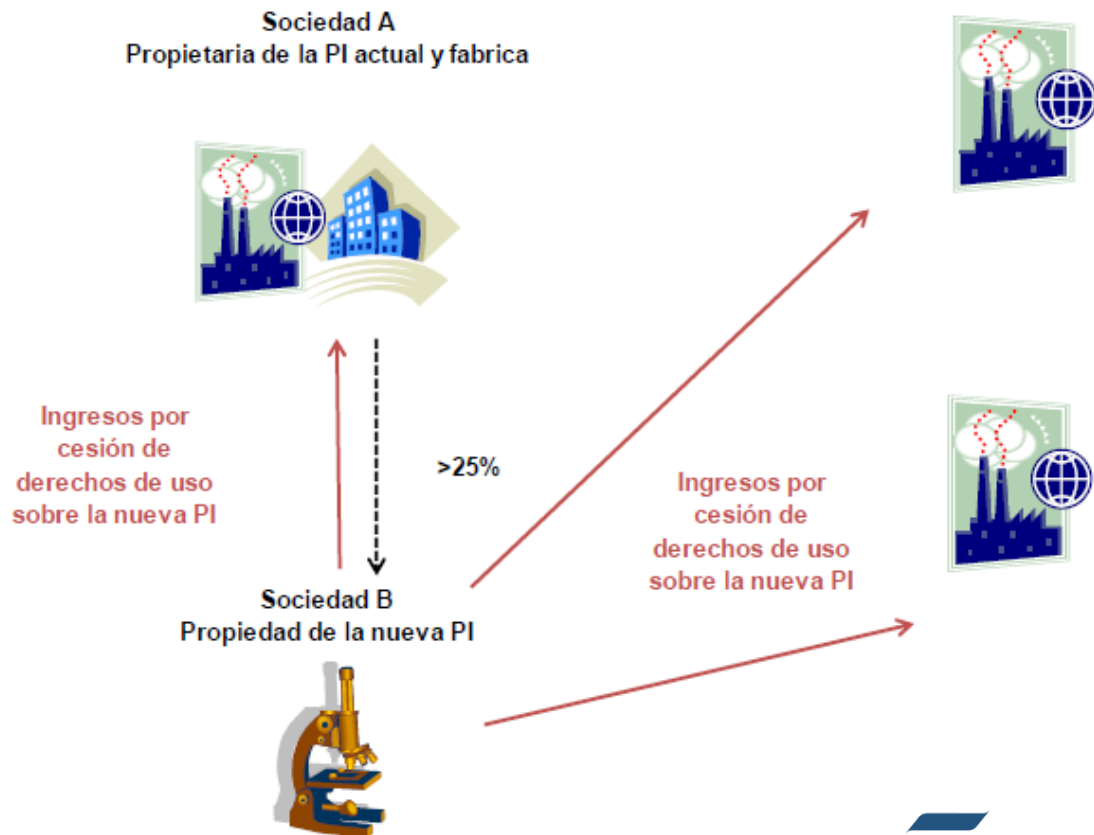 Sociedad A
Propietaria de la PI actual y fabrica
Ingresos por
cesión de
derechos de uso
sobre la nueva PI
>25%
Ingresos por
cesión de
derechos de uso
sobre la nueva PI
Sociedad B
Propiedad de la nueva PI